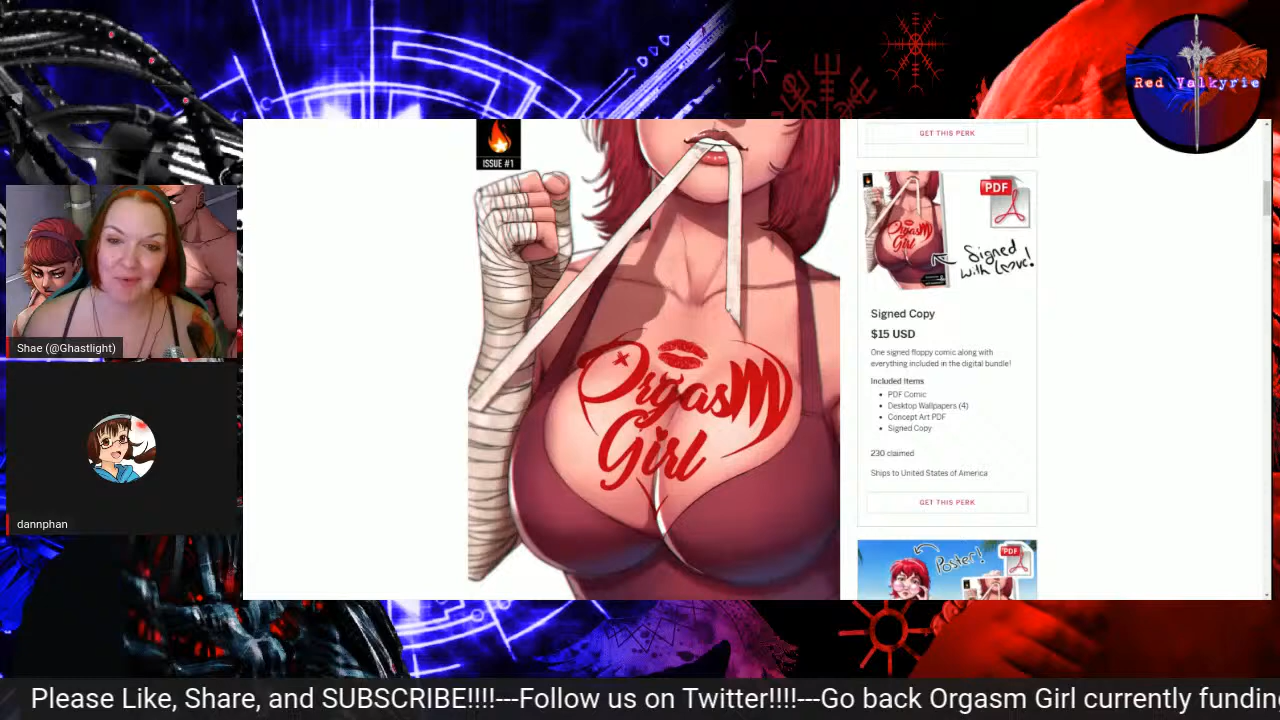 Red Valkyrie
ISSUE #1
GET THIS PERK
PDF
Orgasm
Girl
Signed
with Love!
Orgasm
Girl
Signed Copy
$15 USD
One signed floppy comic along with
everything included in the digital bundle!
Included Items
PDF Comic
Desktop Wallpapers (4)
Concept Art PDF
Signed Copy
230 claimed
Ships to United States of America
GET THIS PERK
Poster!
PDF
Shae (@Ghastlight)
dannphan
Please Like, Share, and SUBSCRIBE!!!!---Follow us on Twitter!!!!---Go back Orgasm Girl currently funding